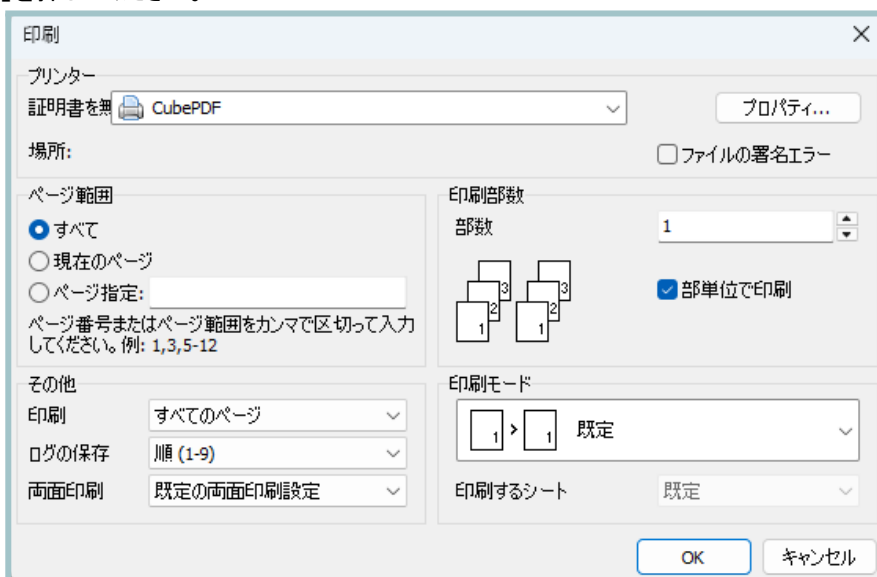 印刷
プリンター
証明書を無 CubePDF プロパティ...
場所: ファイルの署名エラー
ページ範囲
すべて
現在のページ
ページ指定:
ページ番号またはページ範囲をカンマで区切って入力
してください。例: 1,3,5-12
印刷部数
部数 1
3 3
2 2
1 1
部単位で印刷
その他
印刷 すべてのページ
ログの保存 順 (1-9)
両面印刷 既定の両面印刷設定
印刷モード
1 > 1 既定
印刷するシート 既定
OK キャンセル